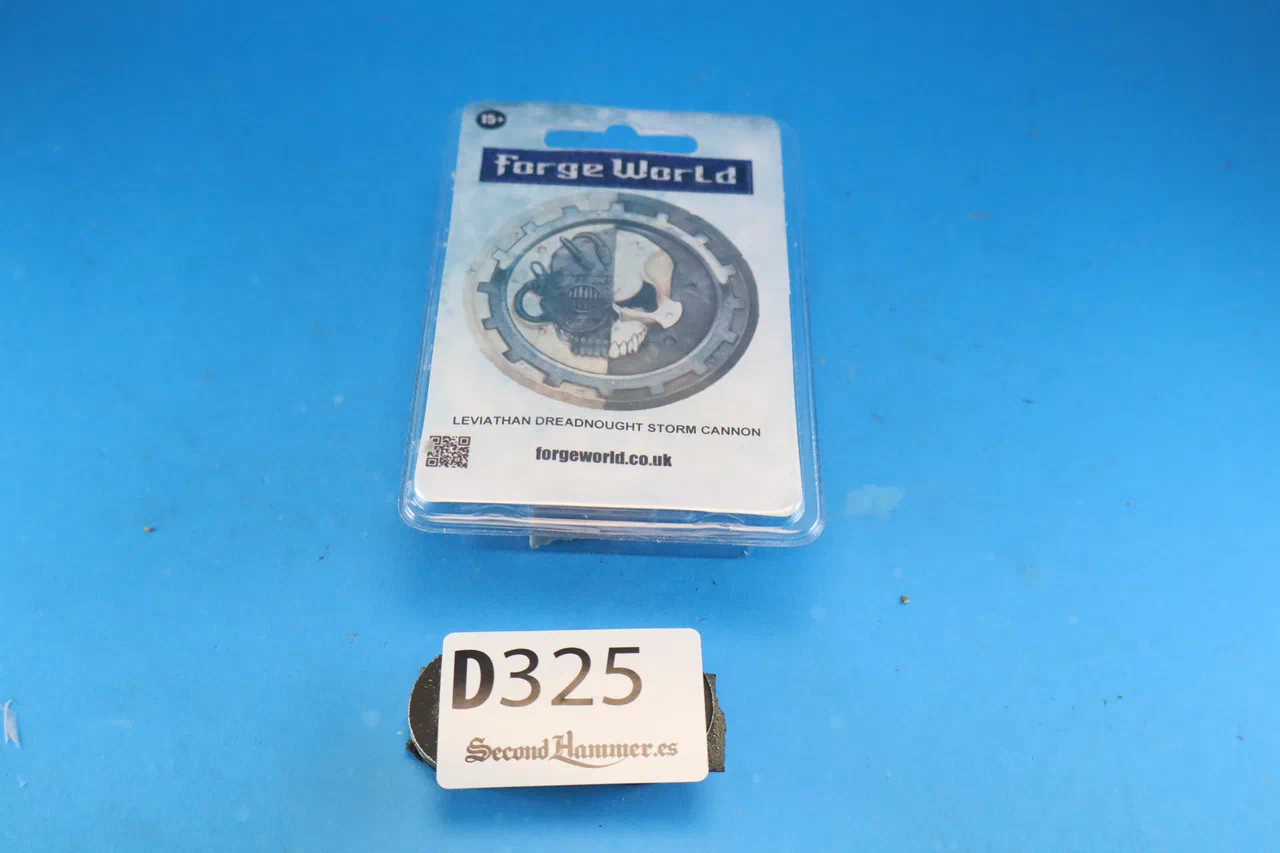 15+
Forge World
LEVIATHAN DREADNOUGHT STORM CANNON
forgeworld.co.uk
D325
SecondHammer.es